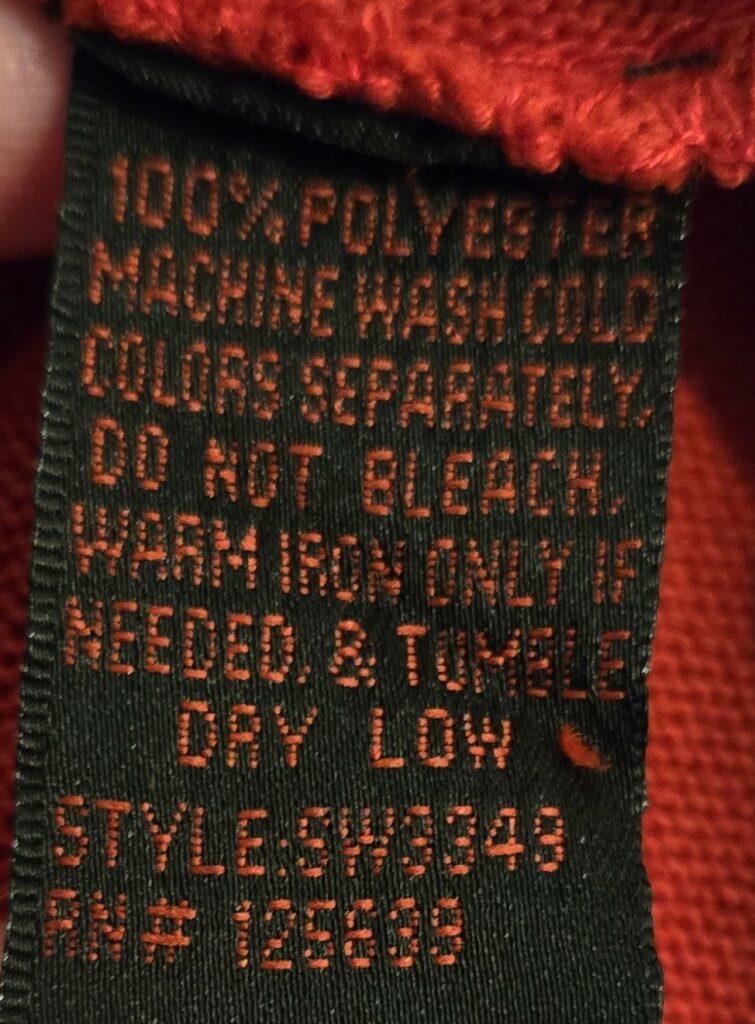 100% POLYESTER
MACHINE WASH COLD
COLORS SEPARATELY.
DO NOT BLEACH.
WARM IRON ONLY IF
NEEDED. & TUMBLE
DRY LOW
STYLE:SW3349
RN# 125639